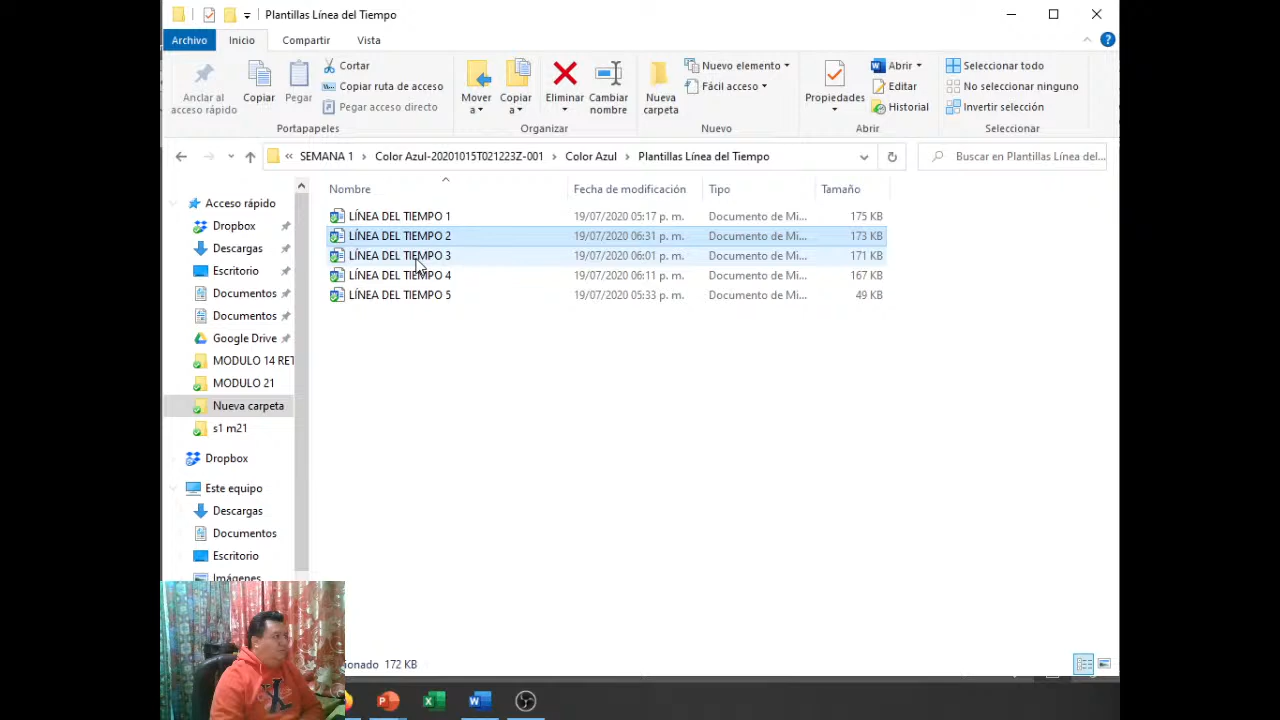 Plantillas Línea del Tiempo
Archivo Inicio Compartir Vista
Anclar al acceso rápido
Copiar
Pegar
Cortar
Copiar ruta de acceso
Pegar acceso directo
Portapapeles
Mover a
Copiar a
Eliminar
Cambiar nombre
Organizar
Nueva carpeta
Nuevo elemento
Fácil acceso
Nuevo
Propiedades
Abrir
Editar
Historial
Abrir
Seleccionar todo
No seleccionar ninguno
Invertir selección
Seleccionar
« SEMANA 1 > Color Azul-20201015T021223Z-001 > Color Azul > Plantillas Línea del Tiempo
Buscar en Plantillas Línea del...
Nombre Fecha de modificación Tipo Tamaño
LÍNEA DEL TIEMPO 1 19/07/2020 05:17 p. m. Documento de Mi... 175 KB
LÍNEA DEL TIEMPO 2 19/07/2020 06:31 p. m. Documento de Mi... 173 KB
LÍNEA DEL TIEMPO 3 19/07/2020 06:01 p. m. Documento de Mi... 171 KB
LÍNEA DEL TIEMPO 4 19/07/2020 06:11 p. m. Documento de Mi... 167 KB
LÍNEA DEL TIEMPO 5 19/07/2020 05:33 p. m. Documento de Mi... 49 KB
Acceso rápido
Dropbox
Descargas
Escritorio
Documentos
Documentos
Google Drive
MODULO 14 RET
MODULO 21
Nueva carpeta
s1 m21
Dropbox
Este equipo
Descargas
Documentos
Escritorio
Imágenes
ionado 172 KB